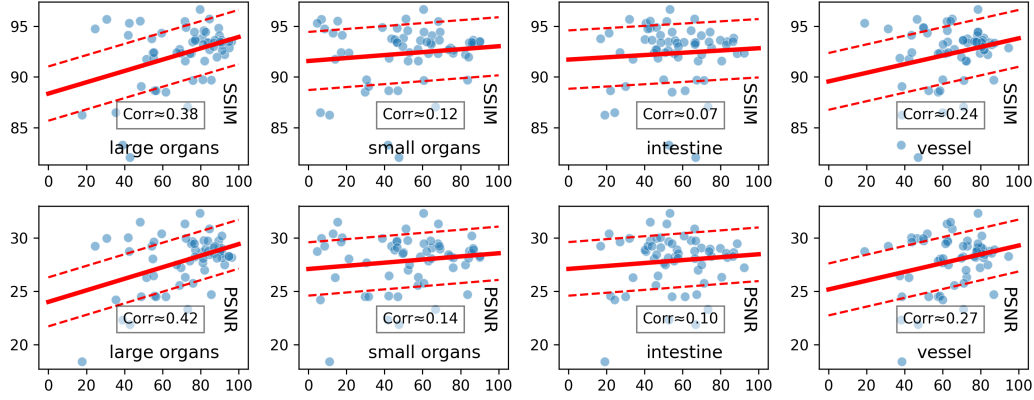 95
90
85
SSIM
Corr≈0.38
large organs
0 20 40 60 80 100
95
90
85
SSIM
Corr≈0.12
small organs
0 20 40 60 80 100
95
90
85
SSIM
Corr≈0.07
intestine
0 20 40 60 80 100
95
90
85
SSIM
Corr≈0.24
vessel
0 20 40 60 80 100
30
25
20
PSNR
Corr≈0.42
large organs
0 20 40 60 80 100
30
25
20
PSNR
Corr≈0.14
small organs
0 20 40 60 80 100
30
25
20
PSNR
Corr≈0.10
intestine
0 20 40 60 80 100
30
25
20
PSNR
Corr≈0.27
vessel
0 20 40 60 80 100